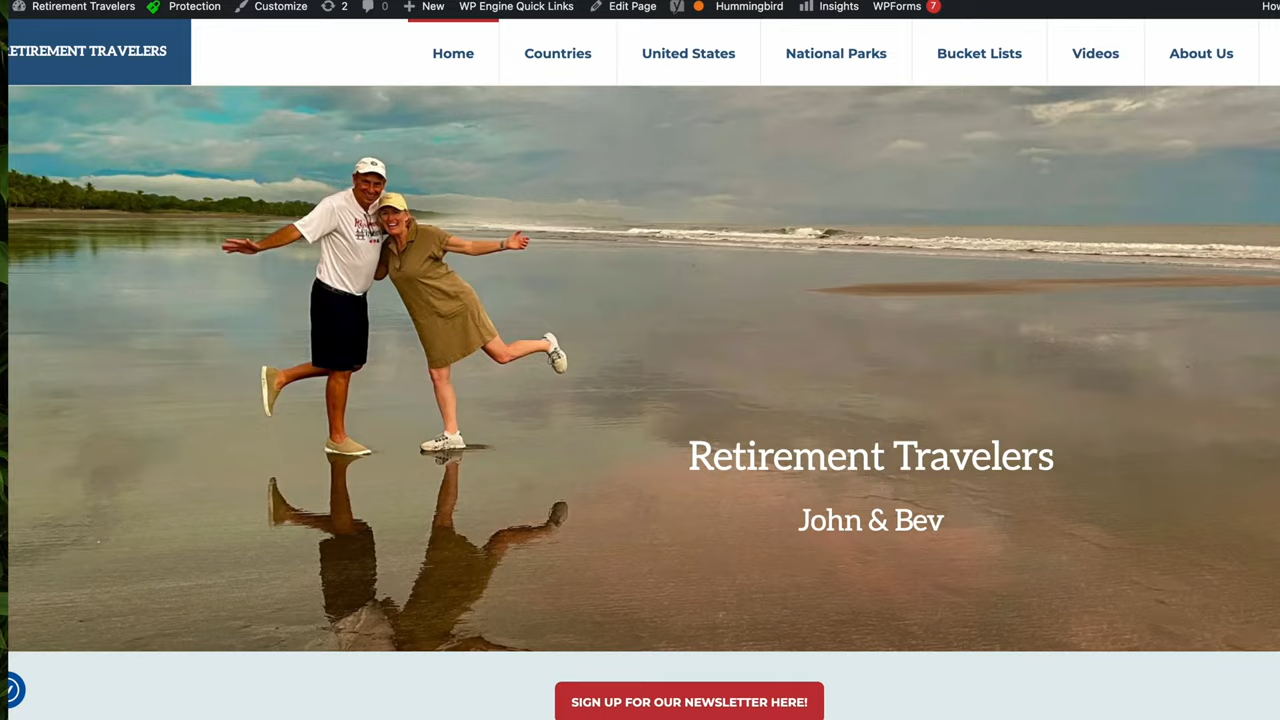 Retirement Travelers Protection Customize 2 0 New WP Engine Quick Links Edit Page Hummingbird Insights WPForms 7
RETIREMENT TRAVELERS
Home Countries United States National Parks Bucket Lists Videos About Us
Retirement Travelers
John & Bev
SIGN UP FOR OUR NEWSLETTER HERE!